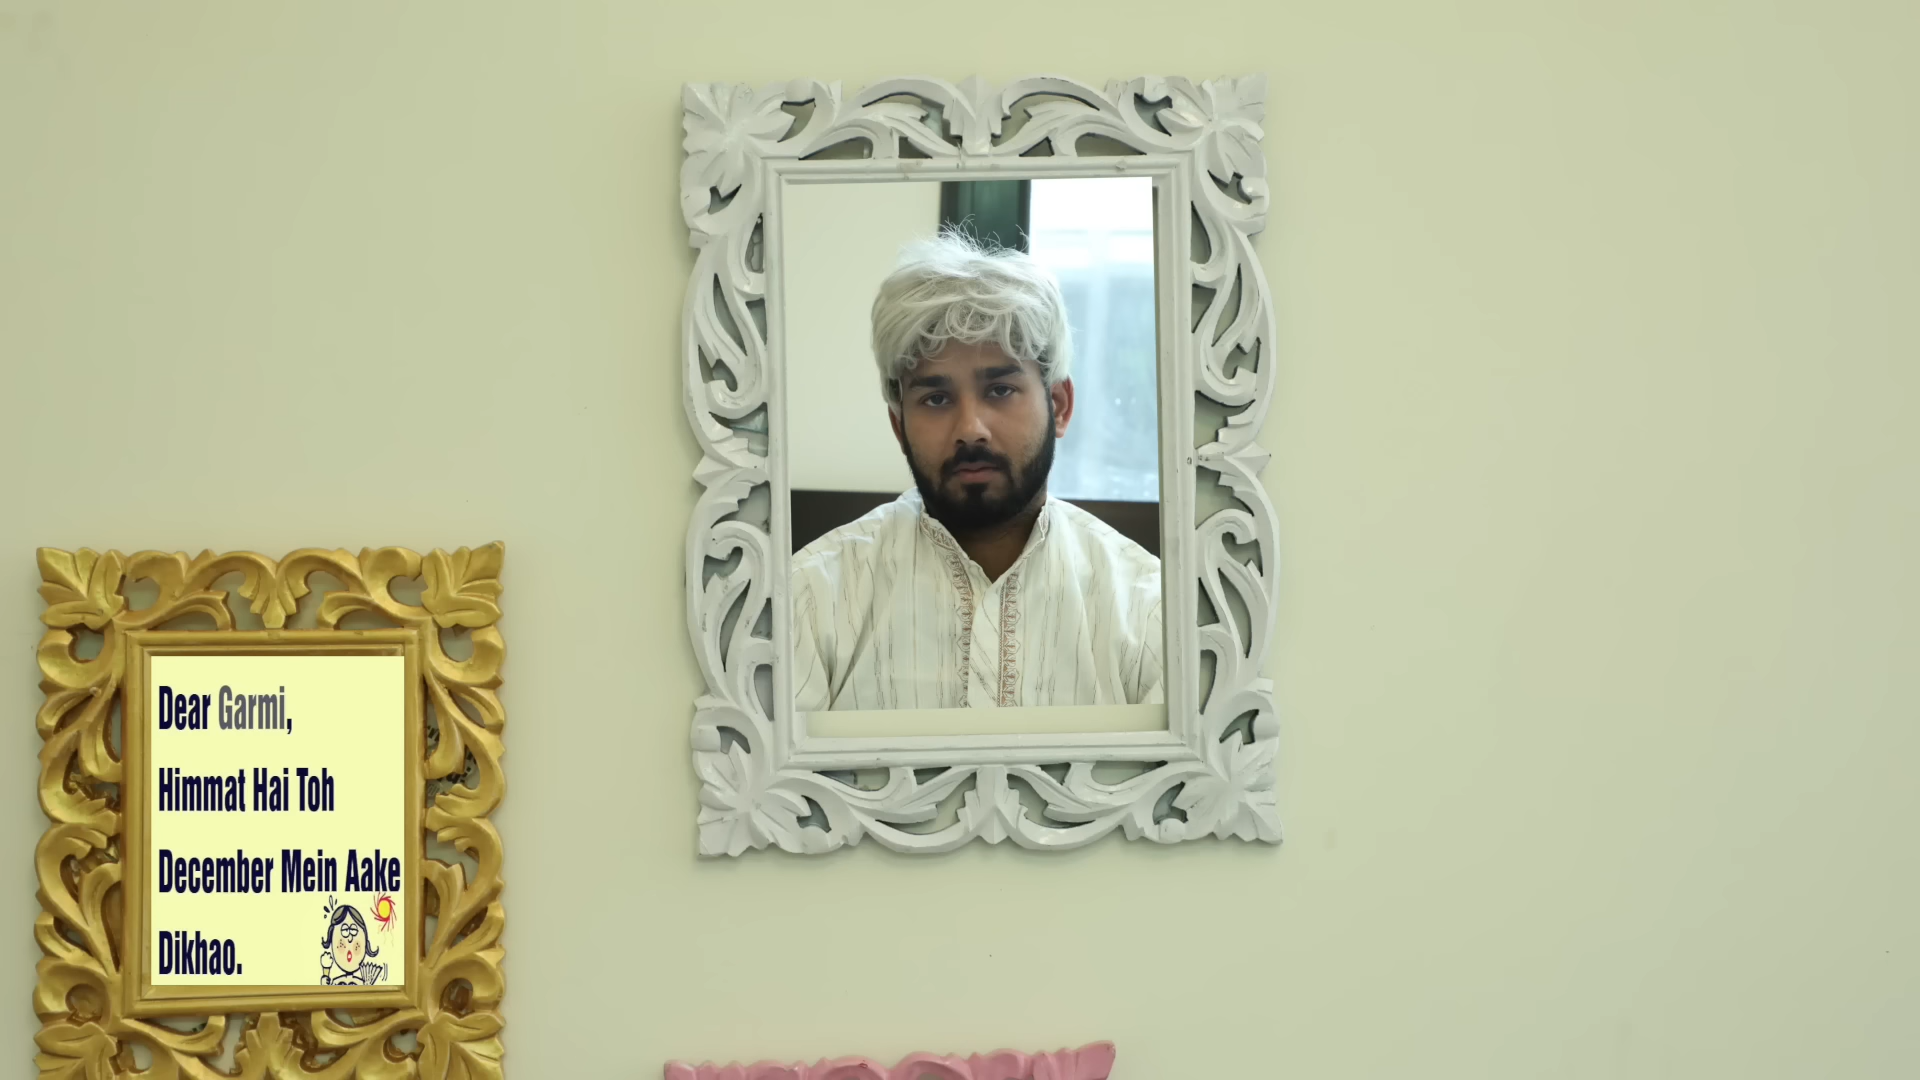 Dear Garmi,
Himmat Hai Toh
December Mein Aake
Dikhao.